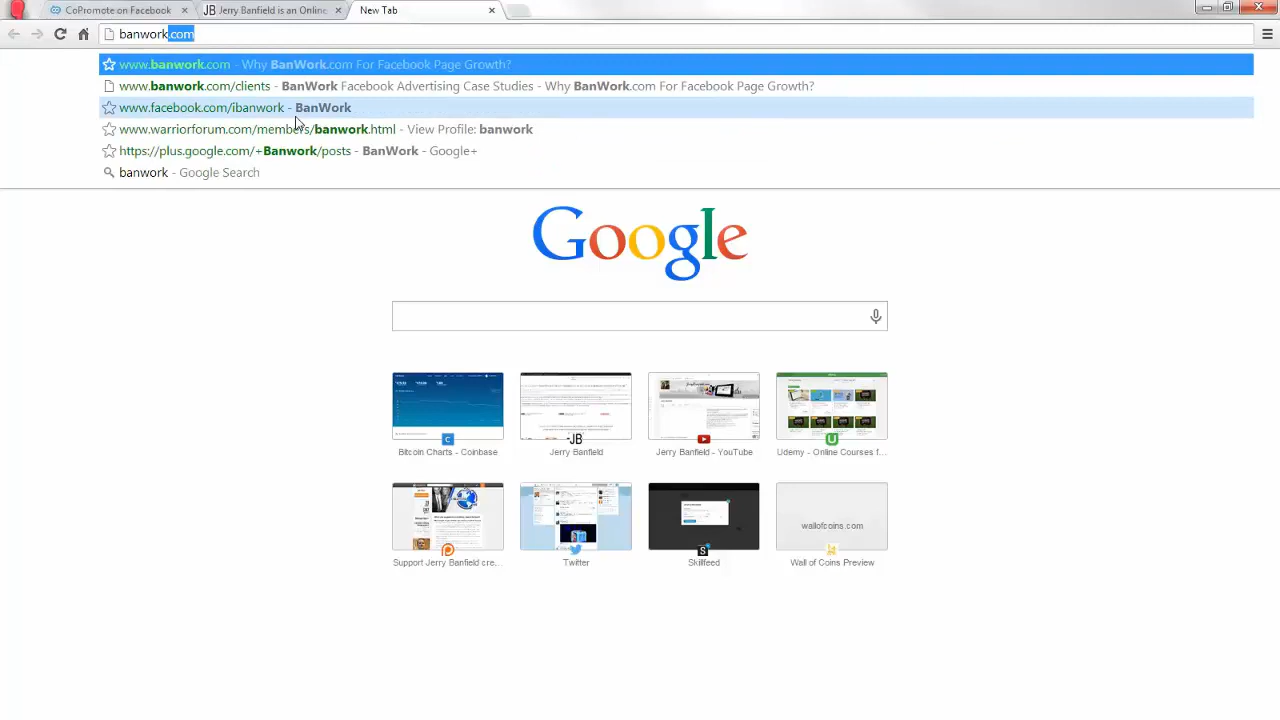 CoPromote on Facebook
Jerry Banfield is an Online
New Tab
banwork.com
www.banwork.com - Why BanWork.com For Facebook Page Growth?
www.banwork.com/clients - BanWork Facebook Advertising Case Studies - Why BanWork.com For Facebook Page Growth?
www.facebook.com/ibanwork - BanWork
www.warriorforum.com/members/banwork.html - View Profile: banwork
https://plus.google.com/+Banwork/posts - BanWork - Google+
banwork - Google Search
Google
Bitcoin Charts - Coinbase
JB
Jerry Banfield
Jerry Banfield - YouTube
Udemy - Online Courses f...
Support Jerry Banfield cre...
Twitter
Skillfeed
wallofcoins.com
Wall of Coins Preview